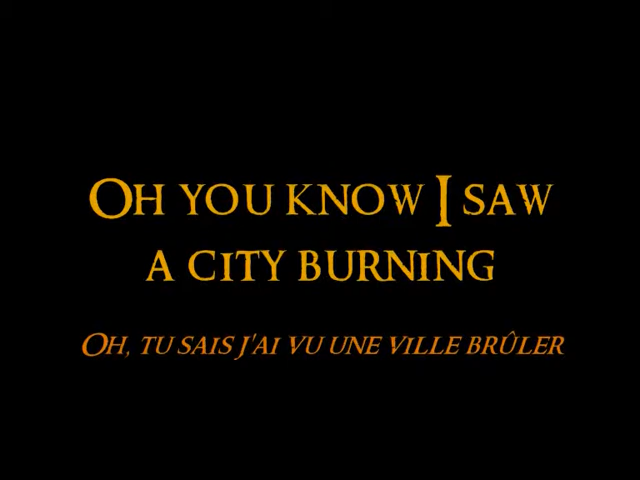 Oh you know I saw
a city burning
Oh, tu sais j'ai vu une ville brûler